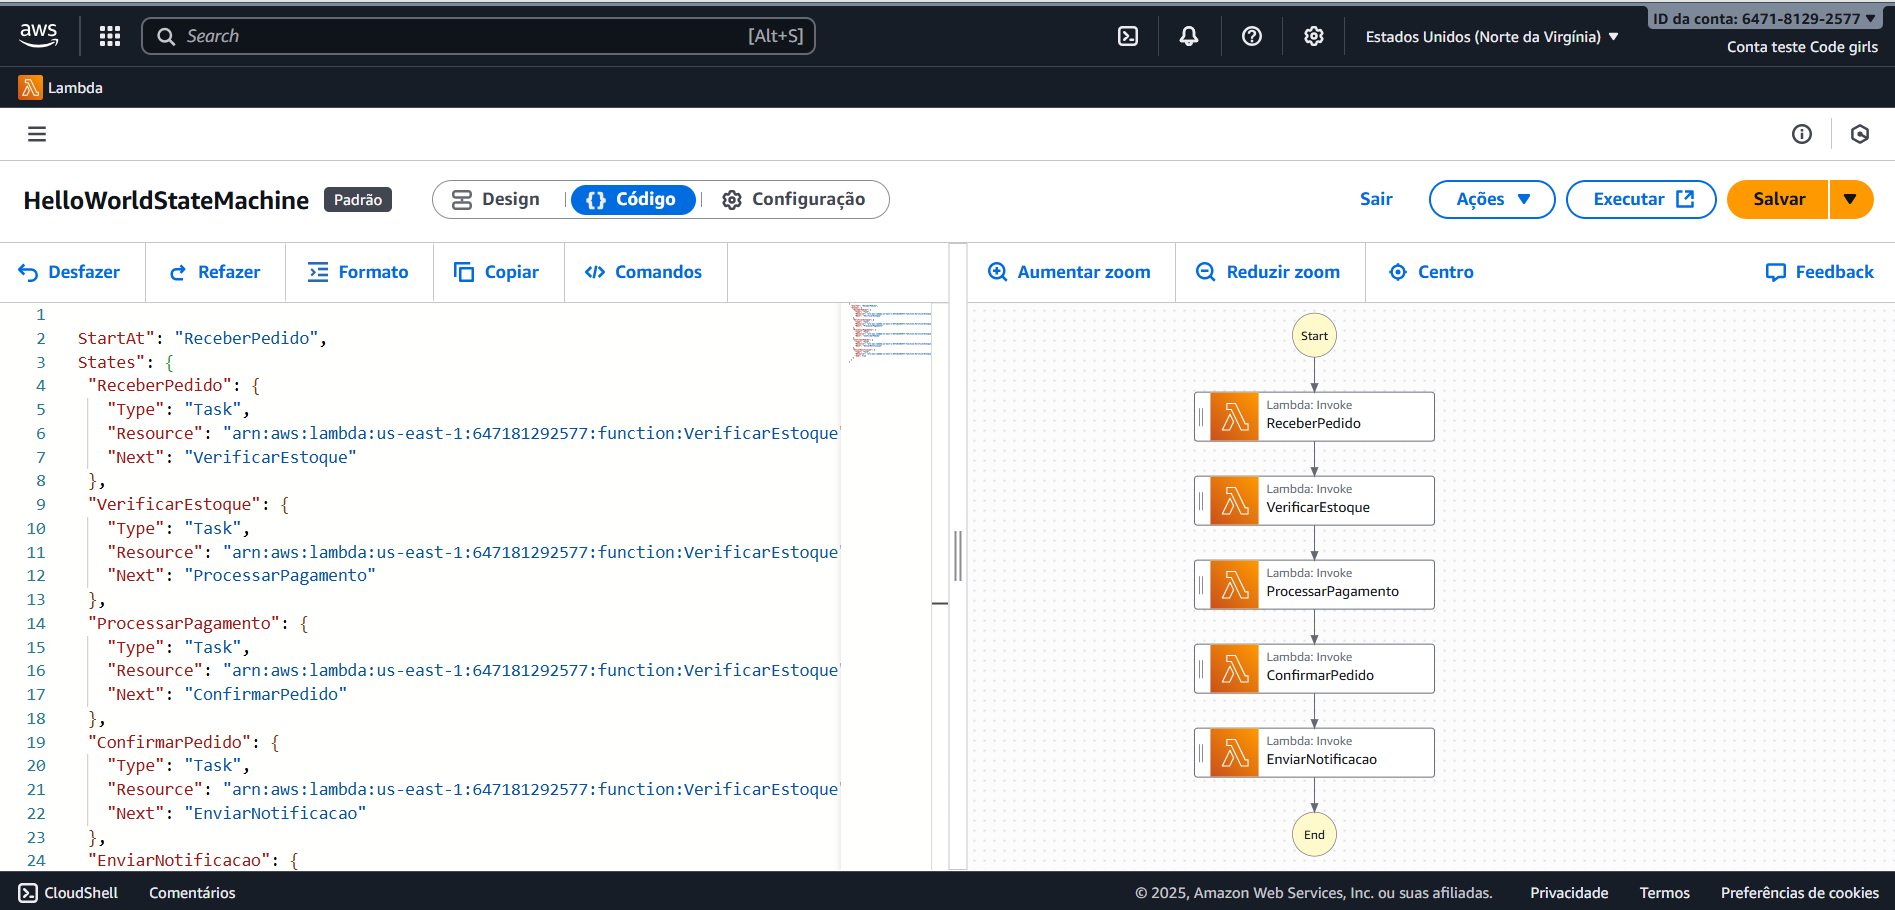 aws
Search [Alt+S]
Estados Unidos (Norte da Virgínia)
ID da conta: 6471-8129-2577
Conta teste Code girls
Lambda
HelloWorldStateMachine
Padrão
Design
{} Código
Configuração
Sair
Ações
Executar
Salvar
Desfazer
Refazer
Formato
Copiar
</> Comandos
Aumentar zoom
Reduzir zoom
Centro
Feedback
1
2 StartAt": "ReceberPedido",
3 States": {
4 "ReceberPedido": {
5 "Type": "Task",
6 "Resource": "arn:aws:lambda:us-east-1:647181292577:function:VerificarEstoque"
7 "Next": "VerificarEstoque"
8 },
9 "VerificarEstoque": {
10 "Type": "Task",
11 "Resource": "arn:aws:lambda:us-east-1:647181292577:function:VerificarEstoque"
12 "Next": "ProcessarPagamento"
13 },
14 "ProcessarPagamento": {
15 "Type": "Task",
16 "Resource": "arn:aws:lambda:us-east-1:647181292577:function:VerificarEstoque"
17 "Next": "ConfirmarPedido"
18 },
19 "ConfirmarPedido": {
20 "Type": "Task",
21 "Resource": "arn:aws:lambda:us-east-1:647181292577:function:VerificarEstoque"
22 "Next": "EnviarNotificacao"
23 },
24 "EnviarNotificacao": {
Start
Lambda: Invoke
ReceberPedido
Lambda: Invoke
VerificarEstoque
Lambda: Invoke
ProcessarPagamento
Lambda: Invoke
ConfirmarPedido
Lambda: Invoke
EnviarNotificacao
End
CloudShell
Comentários
© 2025, Amazon Web Services, Inc. ou suas afiliadas.
Privacidade
Termos
Preferências de cookies